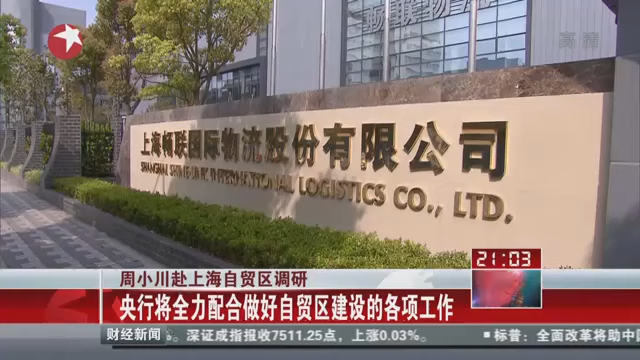 高清
上海畅联国际物流股份有限公司
INTERNATIONAL LOGISTICS CO., LTD.
21:03
周小川赴上海自贸区调研
央行将全力配合做好自贸区建设的各项工作
财经新闻
%。深证成指报收7511.25点，上涨0.03%。
标普：全面改革将助中